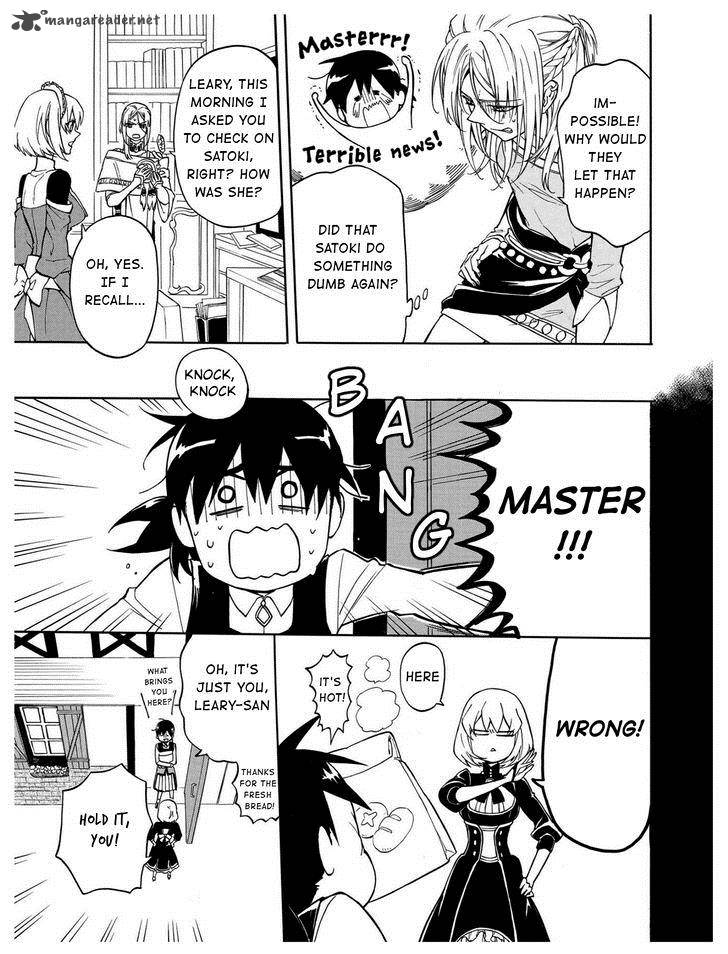 mangareader.net
IM-
POSSIBLE!
WHY WOULD
THEY
LET THAT
HAPPEN?
Masterrr!
Terrible news!
DID THAT
SATOKI DO
SOMETHING
DUMB AGAIN?
LEARY, THIS
MORNING I
ASKED YOU
TO CHECK ON
SATOKI,
RIGHT? HOW
WAS SHE?
OH, YES.
IF I
RECALL...
KNOCK,
KNOCK
BANG
MASTER
!!!
WRONG!
HERE
IT'S
HOT!
OH, IT'S
JUST YOU,
LEARY-SAN
WHAT
BRINGS
YOU
HERE?
THANKS
FOR THE
FRESH
BREAD!
HOLD IT,
YOU!